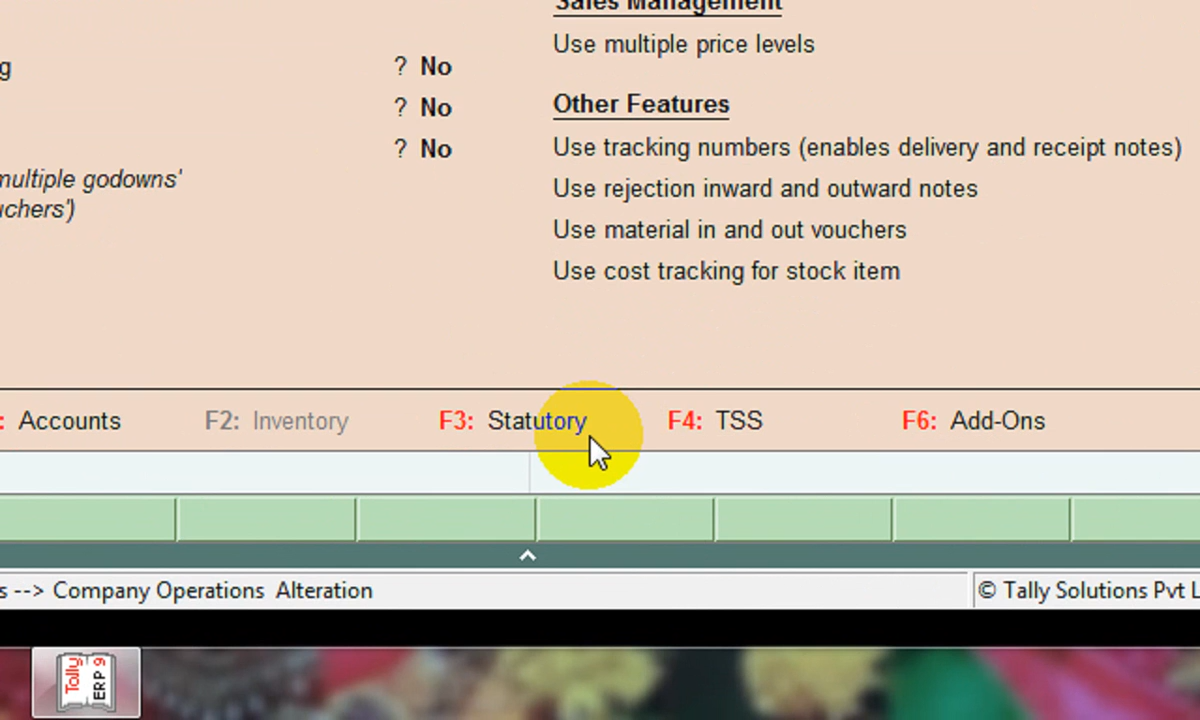 Sales Management
Use multiple price levels
g
? No
? No
? No
Other Features
Use tracking numbers (enables delivery and receipt notes)
Use rejection inward and outward notes
Use material in and out vouchers
Use cost tracking for stock item
multiple godowns'
uchers')
: Accounts F2: Inventory F3: Statutory F4: TSS F6: Add-Ons
s --> Company Operations Alteration
© Tally Solutions Pvt L
Tally
ERP 9